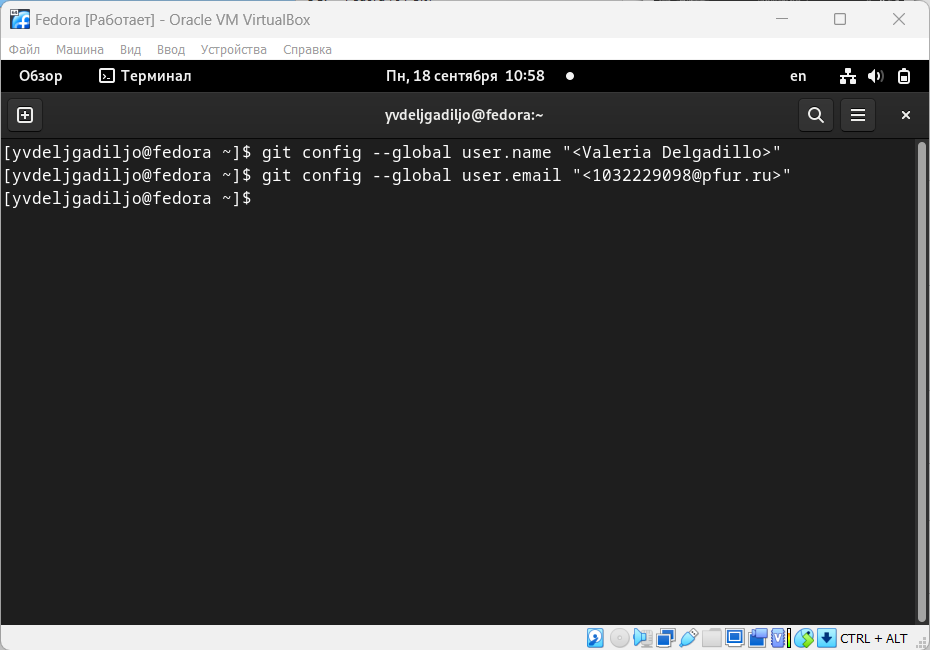 Fedora [Работает] - Oracle VM VirtualBox
Файл Машина Вид Ввод Устройства Справка
Обзор Терминал Пн, 18 сентября 10:58 en
yvdeljgadiljo@fedora:~
[yvdeljgadiljo@fedora ~]$ git config --global user.name "<Valeria Delgadillo>"
[yvdeljgadiljo@fedora ~]$ git config --global user.email "<1032229098@pfur.ru>"
[yvdeljgadiljo@fedora ~]$
CTRL + ALT